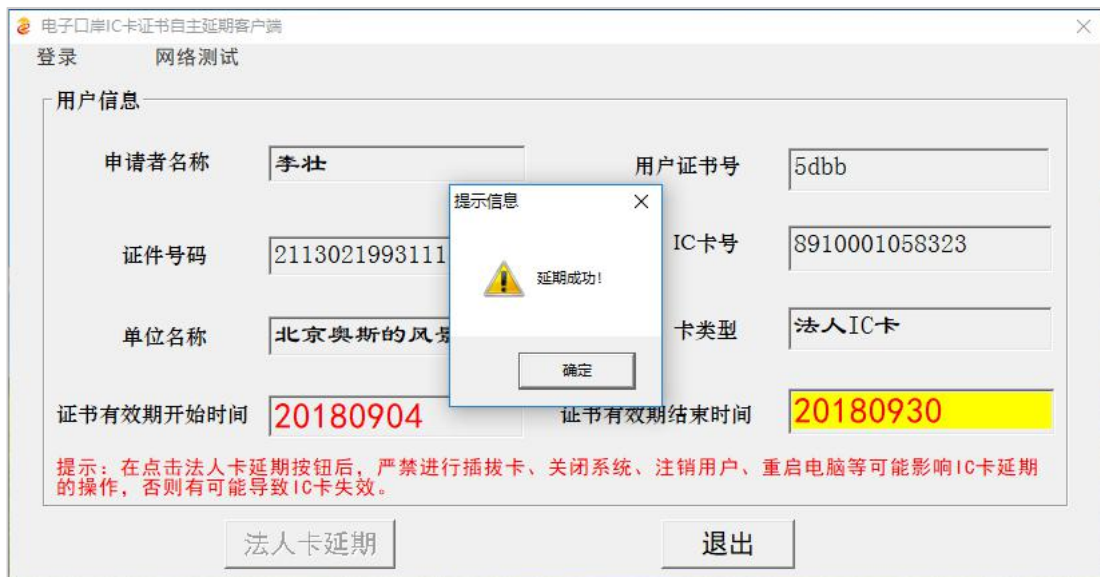 电子口岸IC卡证书自主延期客户端
登录 网络测试
用户信息
申请者名称 李壮 用户证书号 5dbb
提示信息
证件号码 2113021993111 IC卡号 8910001058323
延期成功!
单位名称 北京奥斯的风景 卡类型 法人IC卡
确定
证书有效期开始时间 20180904 证书有效期结束时间 20180930
提示：在点击法人卡延期按钮后，严禁进行插拔卡、关闭系统、注销用户、重启电脑等可能影响IC卡延期
的操作，否则有可能导致IC卡失效。
法人卡延期 退出